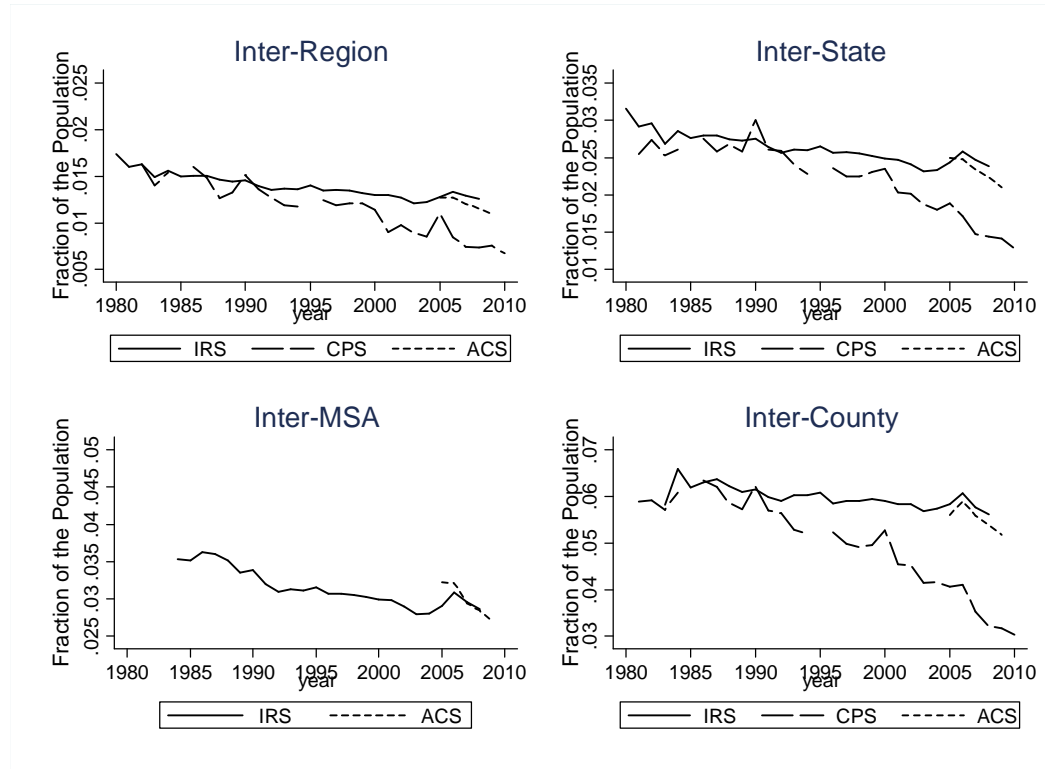 Inter-Region
Fraction of the Population
.005 .01 .015 .02 .025
1980 1985 1990 1995 2000 2005 2010
year
IRS CPS ACS
Inter-State
Fraction of the Population
.01 .015 .02 .025 .03 .035
1980 1985 1990 1995 2000 2005 2010
year
IRS CPS ACS
Inter-MSA
Fraction of the Population
.025 .03 .035 .04 .045 .05
1980 1985 1990 1995 2000 2005 2010
year
IRS ACS
Inter-County
Fraction of the Population
.03 .04 .05 .06 .07
1980 1985 1990 1995 2000 2005 2010
year
IRS CPS ACS